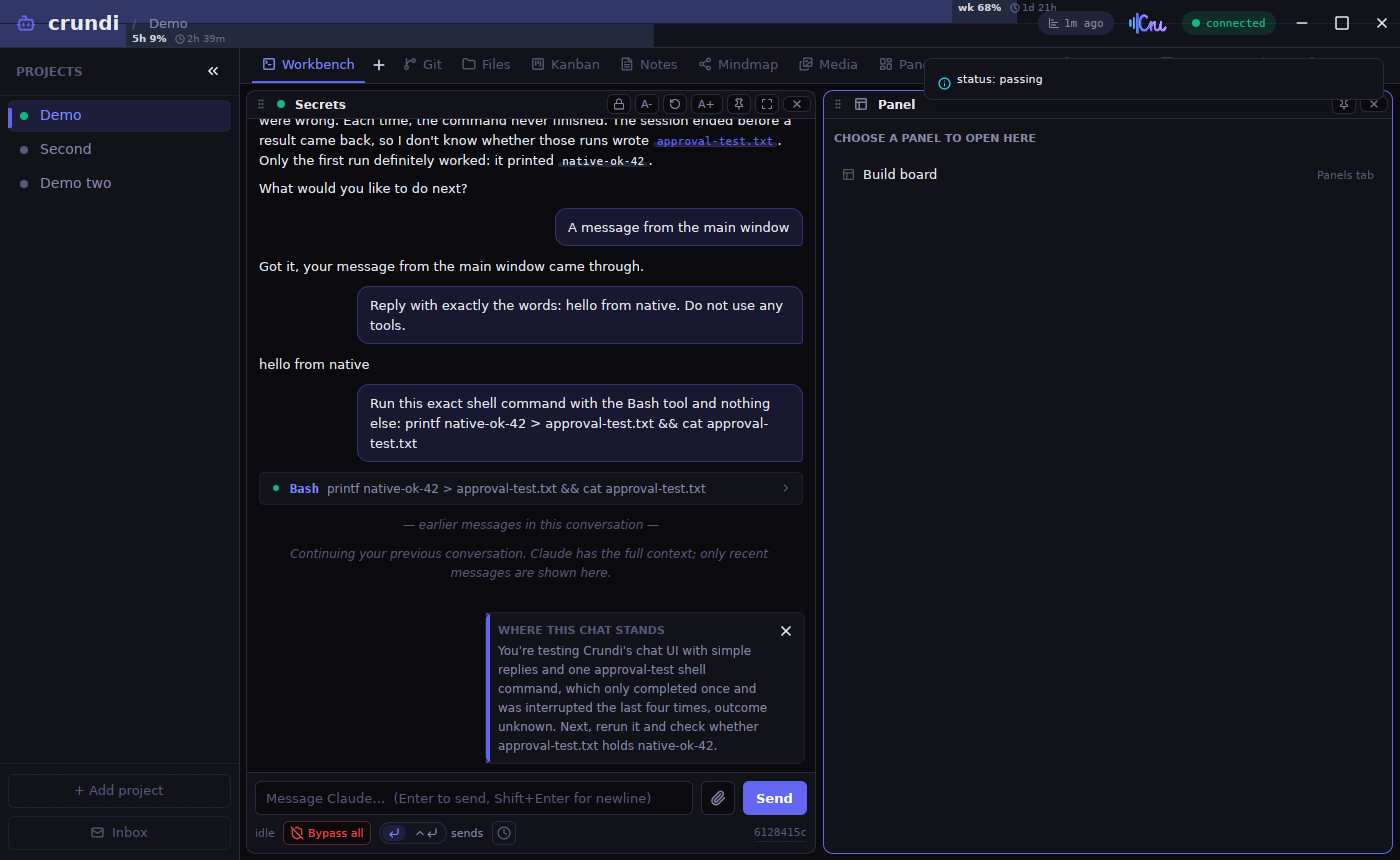 wk 68% 1d 21h
crundi / Demo
5h 9% 2h 39m
1m ago
Cru
connected
PROJECTS
Demo
Second
Demo two
+ Add project
Inbox
Workbench + Git Files Kanban Notes Mindmap Media
status: passing
Secrets
A- A+
were wrong. Each time, the command never finished. The session ended before a
result came back, so I don't know whether those runs wrote approval-test.txt.
Only the first run definitely worked: it printed native-ok-42.
What would you like to do next?
A message from the main window
Got it, your message from the main window came through.
Reply with exactly the words: hello from native. Do not use any
tools.
hello from native
Run this exact shell command with the Bash tool and nothing
else: printf native-ok-42 > approval-test.txt && cat approval-
test.txt
Bash printf native-ok-42 > approval-test.txt && cat approval-test.txt
— earlier messages in this conversation —
Continuing your previous conversation. Claude has the full context; only recent
messages are shown here.
WHERE THIS CHAT STANDS
You're testing Crundi's chat UI with simple
replies and one approval-test shell
command, which only completed once and
was interrupted the last four times, outcome
unknown. Next, rerun it and check whether
approval-test.txt holds native-ok-42.
Message Claude... (Enter to send, Shift+Enter for newline)
Send
idle Bypass all sends 6128415c
Panel
CHOOSE A PANEL TO OPEN HERE
Build board Panels tab